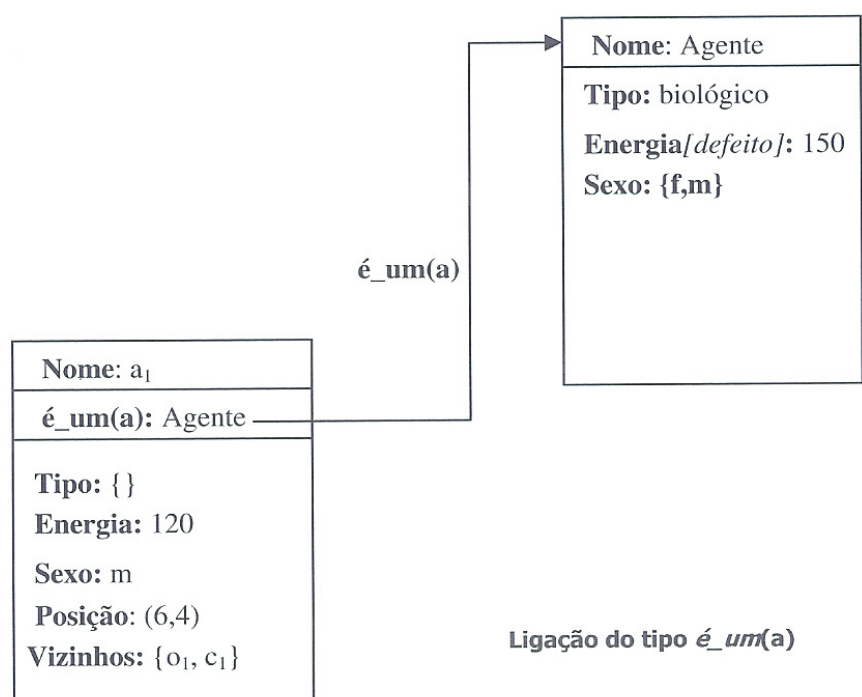 Nome: Agente
Tipo: biológico
Energia[defeito]: 150
Sexo: {f,m}
é_um(a)
Nome: a₁
é_um(a): Agente
Tipo: { }
Energia: 120
Sexo: m
Posição: (6,4)
Vizinhos: {o₁, c₁}
Ligação do tipo é_um(a)